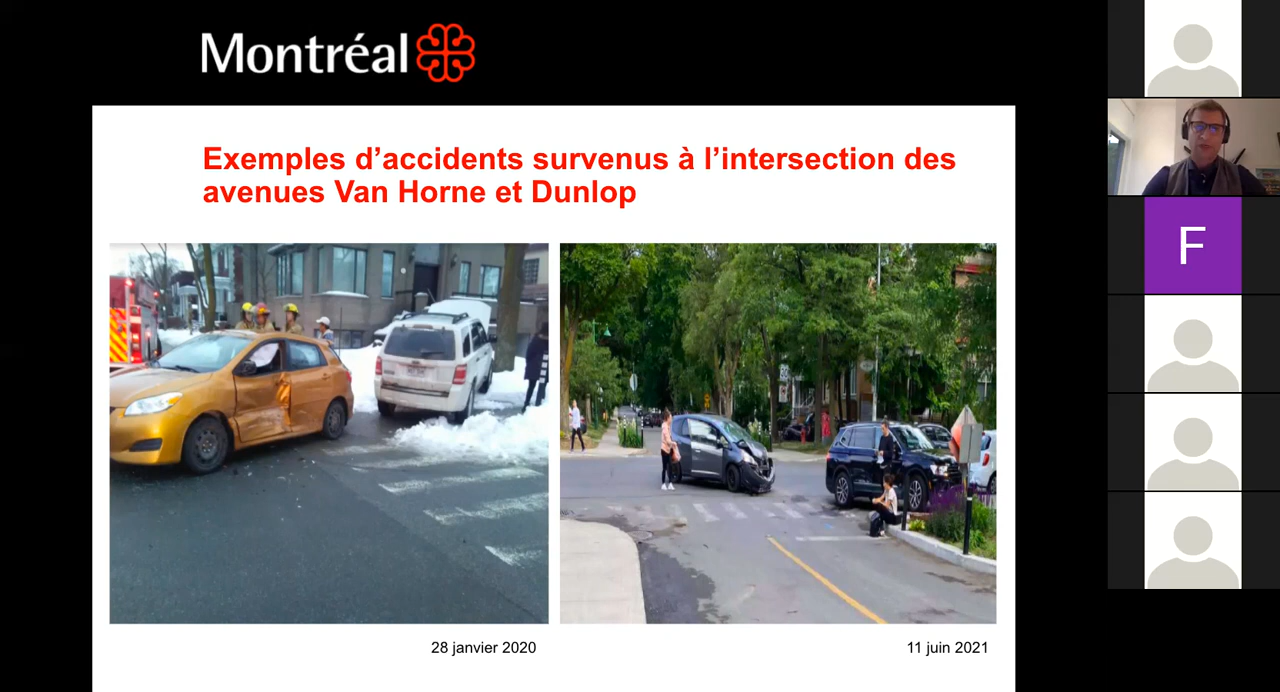 Montréal
Exemples d’accidents survenus à l’intersection des
avenues Van Horne et Dunlop
F
28 janvier 2020
11 juin 2021